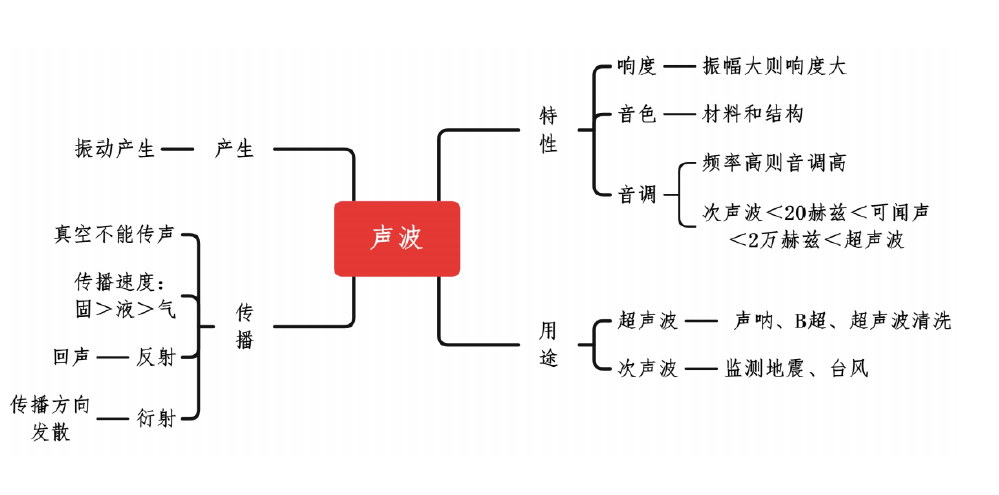 声波
产生
振动产生
传播
真空不能传声
传播速度：
固＞液＞气
反射
回声
衍射
传播方向
发散
特
性
响度
振幅大则响度大
音色
材料和结构
音调
频率高则音调高
次声波＜20赫兹＜可闻声
＜2万赫兹＜超声波
用
途
超声波
声呐、B超、超声波清洗
次声波
监测地震、台风